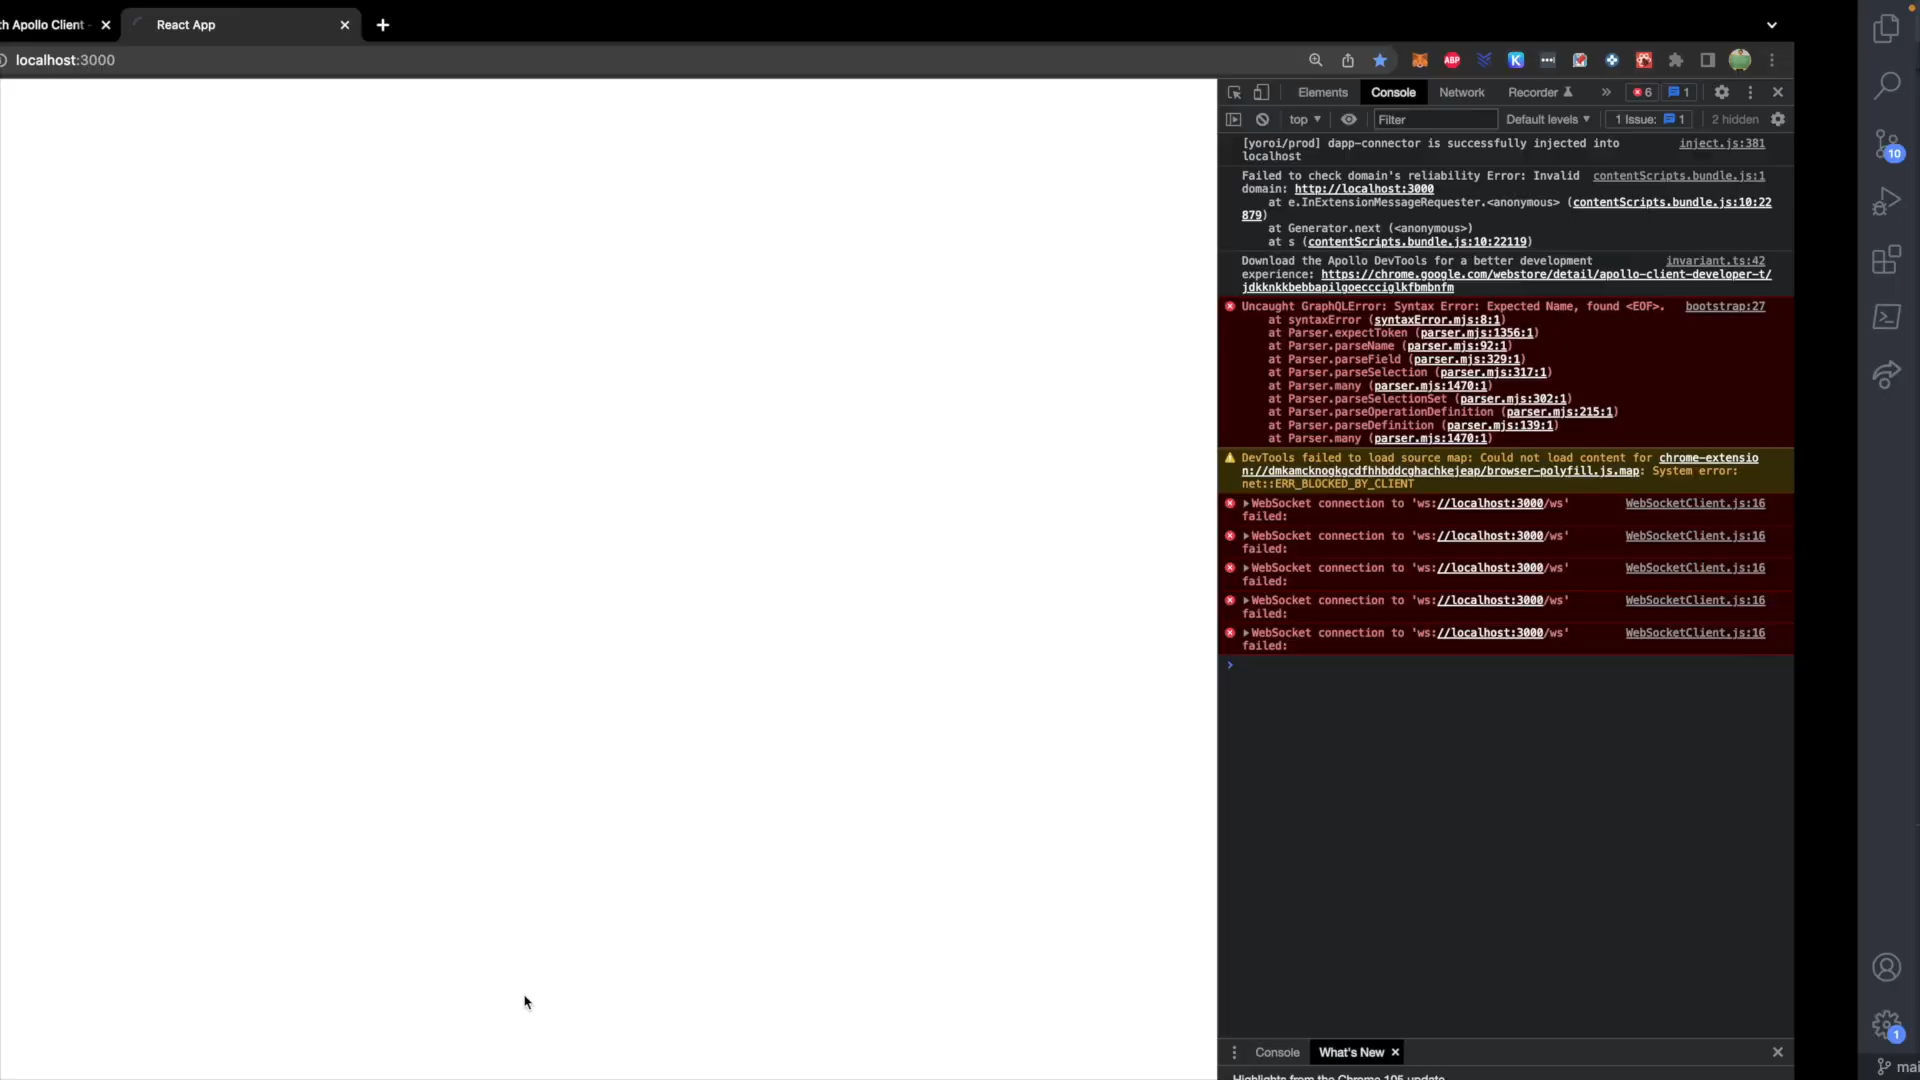 th Apollo Client -
React App
localhost:3000
ABP
K
Elements Console Network Recorder » 6 1
top Filter Default levels 1 Issue: 1 2 hidden
[yoroi/prod] dapp-connector is successfully injected into inject.js:381
localhost
Failed to check domain's reliability Error: Invalid contentScripts.bundle.js:1
domain: http://localhost:3000
at e.InExtensionMessageRequester.<anonymous> (contentScripts.bundle.js:10:22
879)
at Generator.next (<anonymous>)
at s (contentScripts.bundle.js:10:22119)
Download the Apollo DevTools for a better development invariant.ts:42
experience: https://chrome.google.com/webstore/detail/apollo-client-developer-t/
jdkknkkbebbapilgoeccciglkfbmbnfm
Uncaught GraphQLError: Syntax Error: Expected Name, found <EOF>. bootstrap:27
at syntaxError (syntaxError.mjs:8:1)
at Parser.expectToken (parser.mjs:1356:1)
at Parser.parseName (parser.mjs:92:1)
at Parser.parseField (parser.mjs:329:1)
at Parser.parseSelection (parser.mjs:317:1)
at Parser.many (parser.mjs:1470:1)
at Parser.parseSelectionSet (parser.mjs:302:1)
at Parser.parseOperationDefinition (parser.mjs:215:1)
at Parser.parseDefinition (parser.mjs:139:1)
at Parser.many (parser.mjs:1470:1)
DevTools failed to load source map: Could not load content for chrome-extensio
n://dmkamcknogkgcdfhhbddcghachkejeap/browser-polyfill.js.map: System error:
net::ERR_BLOCKED_BY_CLIENT
WebSocket connection to 'ws://localhost:3000/ws' WebSocketClient.js:16
failed:
WebSocket connection to 'ws://localhost:3000/ws' WebSocketClient.js:16
failed:
WebSocket connection to 'ws://localhost:3000/ws' WebSocketClient.js:16
failed:
WebSocket connection to 'ws://localhost:3000/ws' WebSocketClient.js:16
failed:
WebSocket connection to 'ws://localhost:3000/ws' WebSocketClient.js:16
failed:
Console What's New
Highlights from the Chrome 105 update
10
1
mai